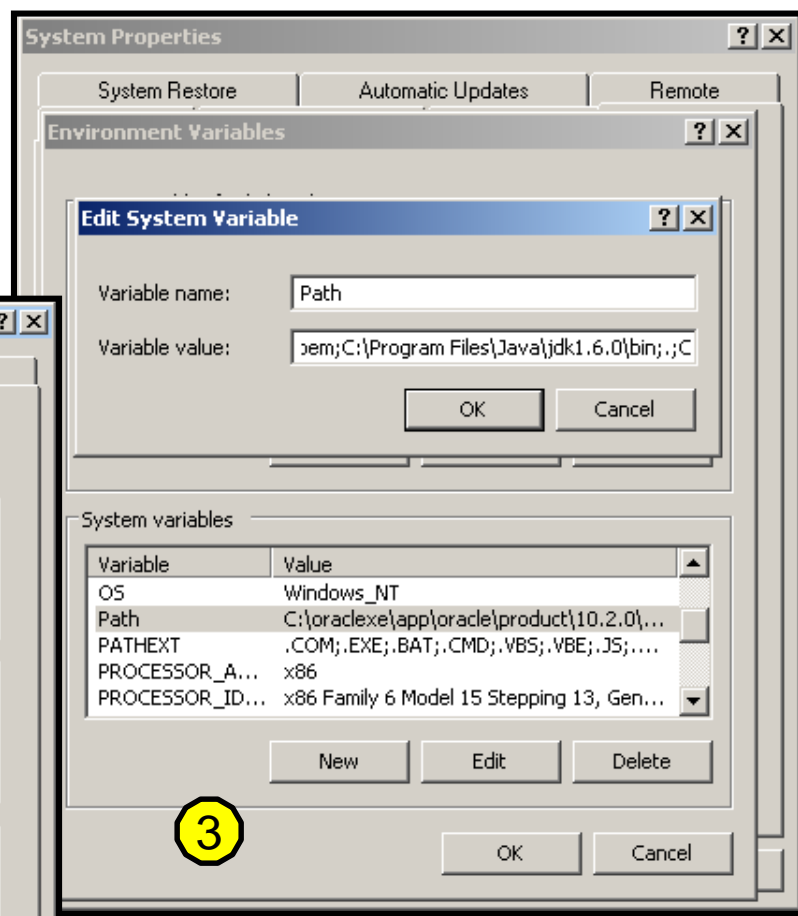 System Properties
System Restore Automatic Updates Remote
Environment Variables
Edit System Variable
Variable name: Path
Variable value: pem;C:\Program Files\Java\jdk1.6.0\bin;.;C
OK Cancel
System variables
Variable Value
OS Windows_NT
Path C:\oraclexe\app\oracle\product\10.2.0\...
PATHEXT .COM;.EXE;.BAT;.CMD;.VBS;.VBE;.JS;....
PROCESSOR_A... x86
PROCESSOR_ID... x86 Family 6 Model 15 Stepping 13, Gen...
New Edit Delete
3
OK Cancel